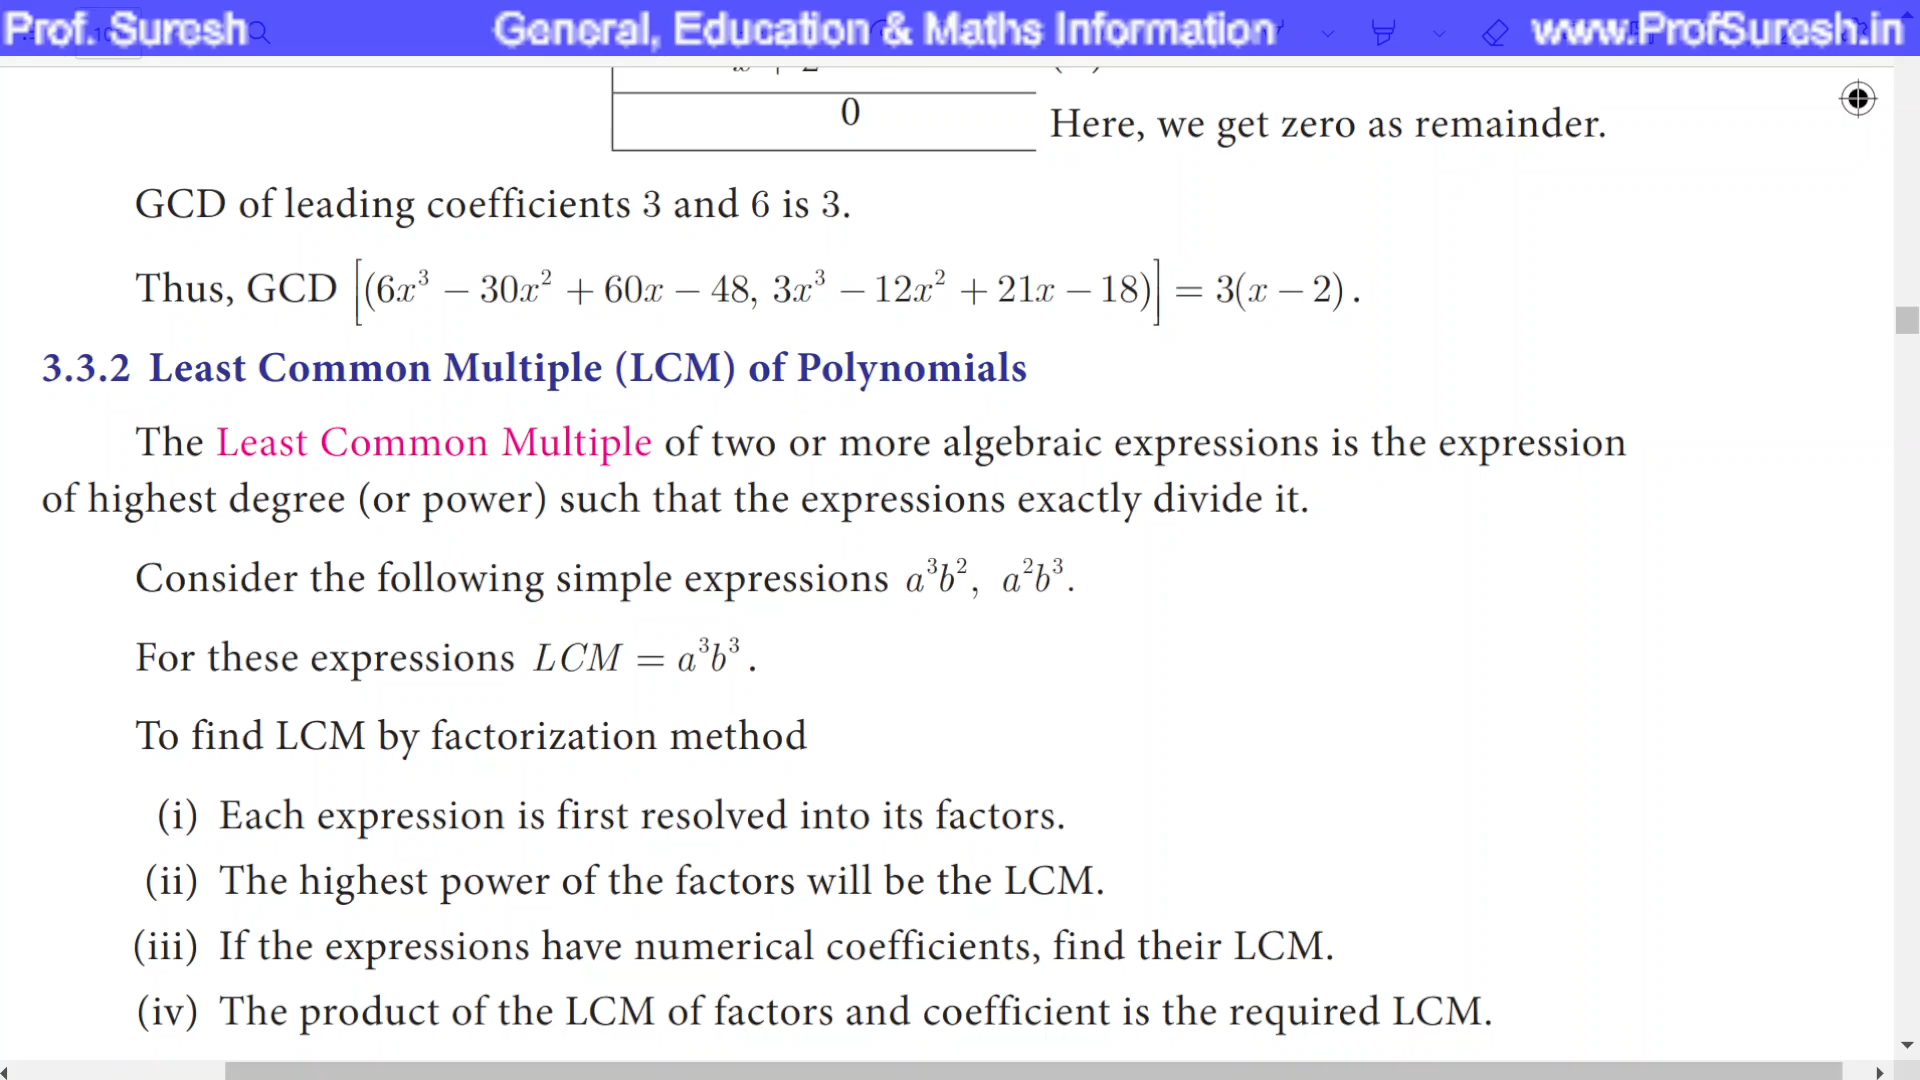 Prof. Suresh General, Education & Maths Information www.ProfSuresh.in
0
Here, we get zero as remainder.
GCD of leading coefficients 3 and 6 is 3.
Thus, GCD [(6x³ − 30x² + 60x − 48, 3x³ − 12x² + 21x − 18)] = 3(x − 2).
3.3.2 Least Common Multiple (LCM) of Polynomials
The Least Common Multiple of two or more algebraic expressions is the expression
of highest degree (or power) such that the expressions exactly divide it.
Consider the following simple expressions a³b², a²b³.
For these expressions LCM = a³b³.
To find LCM by factorization method
(i) Each expression is first resolved into its factors.
(ii) The highest power of the factors will be the LCM.
(iii) If the expressions have numerical coefficients, find their LCM.
(iv) The product of the LCM of factors and coefficient is the required LCM.